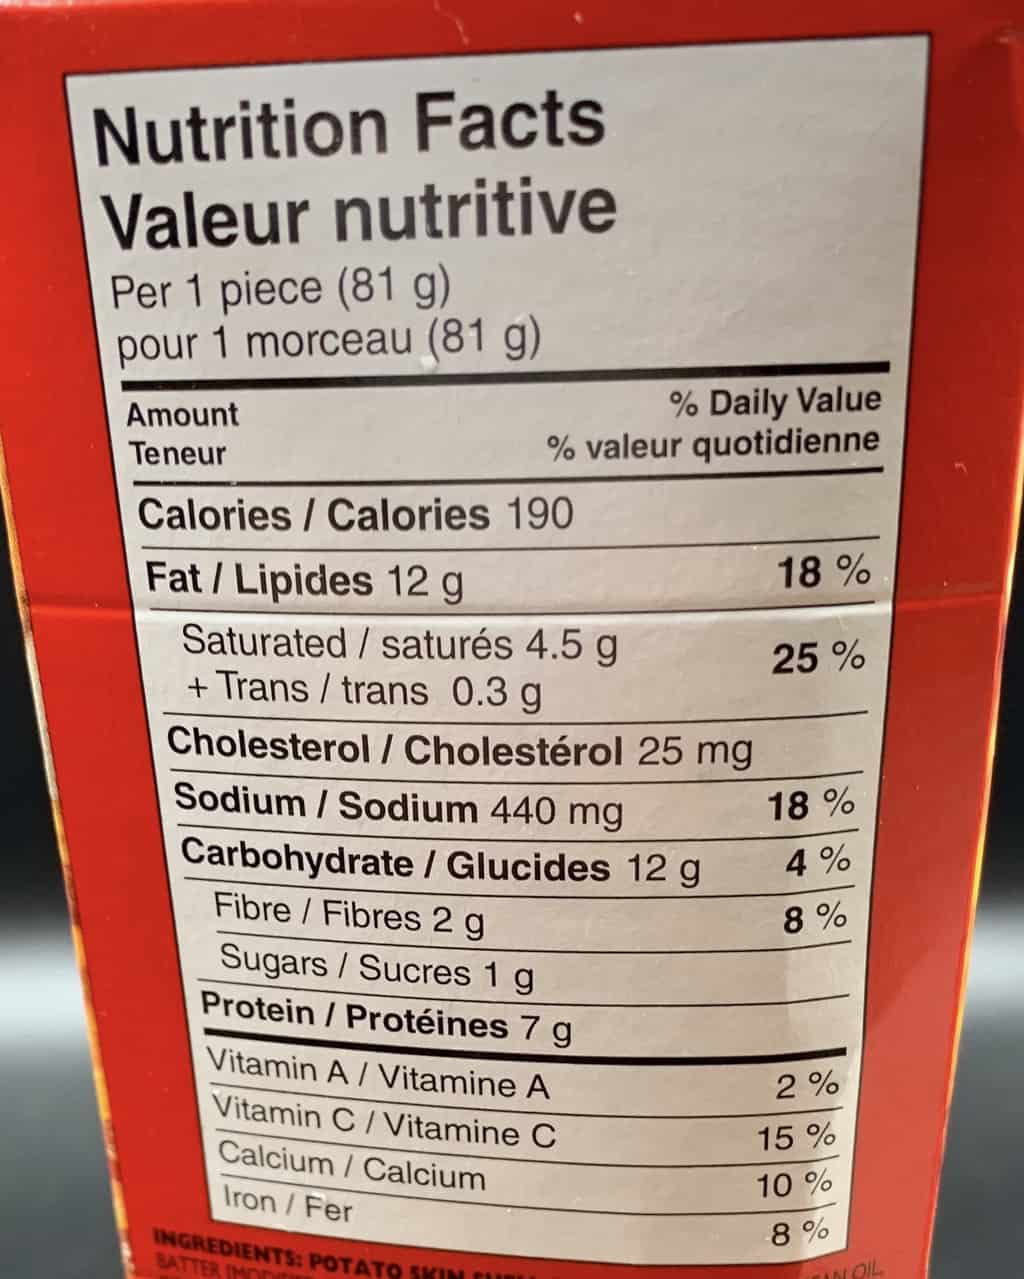 Nutrition Facts
Valeur nutritive
Per 1 piece (81 g)
pour 1 morceau (81 g)
Amount % Daily Value
Teneur % valeur quotidienne
Calories / Calories 190
Fat / Lipides 12 g 18 %
Saturated / saturés 4.5 g 25 %
+ Trans / trans 0.3 g
Cholesterol / Cholestérol 25 mg
Sodium / Sodium 440 mg 18 %
Carbohydrate / Glucides 12 g 4 %
Fibre / Fibres 2 g 8 %
Sugars / Sucres 1 g
Protein / Protéines 7 g
Vitamin A / Vitamine A 2 %
Vitamin C / Vitamine C 15 %
Calcium / Calcium 10 %
Iron / Fer 8 %
INGREDIENTS: POTATO SKIN
BATTER OIL